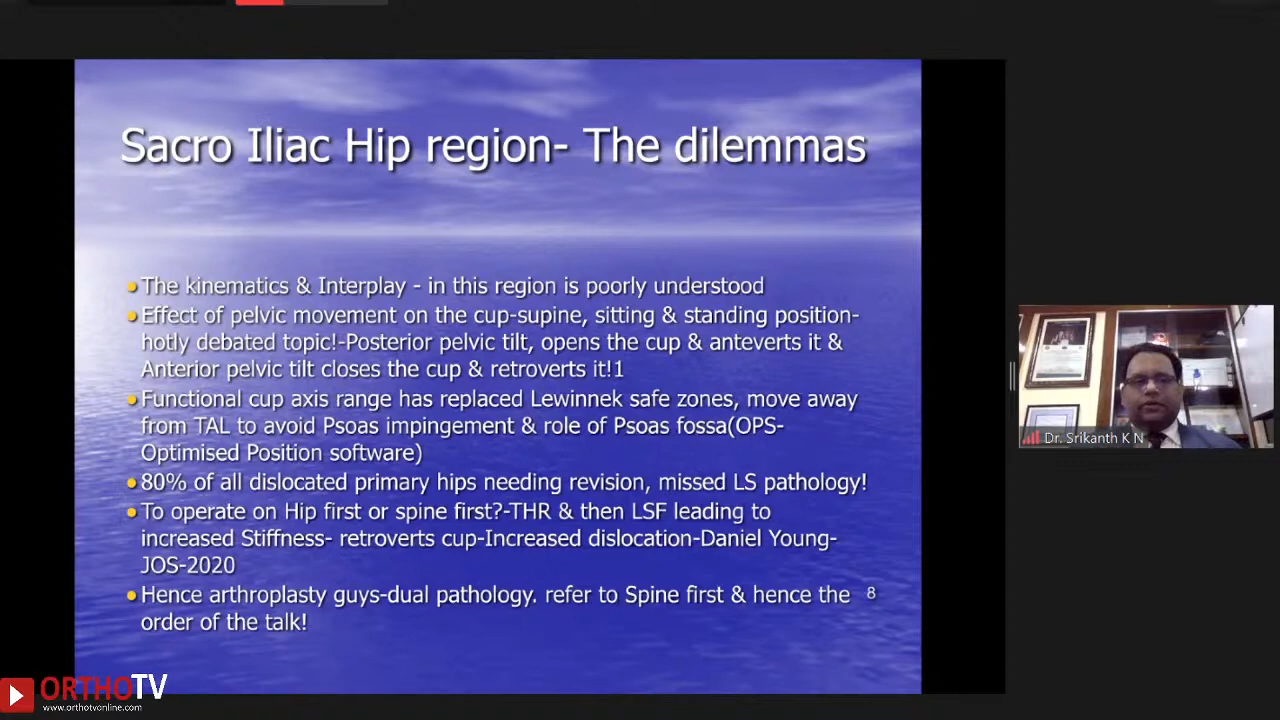 Sacro Iliac Hip region- The dilemmas
•The kinematics & Interplay - in this region is poorly understood
•Effect of pelvic movement on the cup-supine, sitting & standing position-
hotly debated topic!-Posterior pelvic tilt, opens the cup & anteverts it &
Anterior pelvic tilt closes the cup & retroverts it!1
•Functional cup axis range has replaced Lewinnek safe zones, move away
from TAL to avoid Psoas impingement & role of Psoas fossa(OPS-
Optimised Position software)
•80% of all dislocated primary hips needing revision, missed LS pathology!
•To operate on Hip first or spine first?-THR & then LSF leading to
increased Stiffness- retroverts cup-Increased dislocation-Daniel Young-
JOS-2020
•Hence arthroplasty guys-dual pathology. refer to Spine first & hence the
order of the talk!
8
Dr. Srikanth K N
ORTHOTV
www.orthotvonline.com